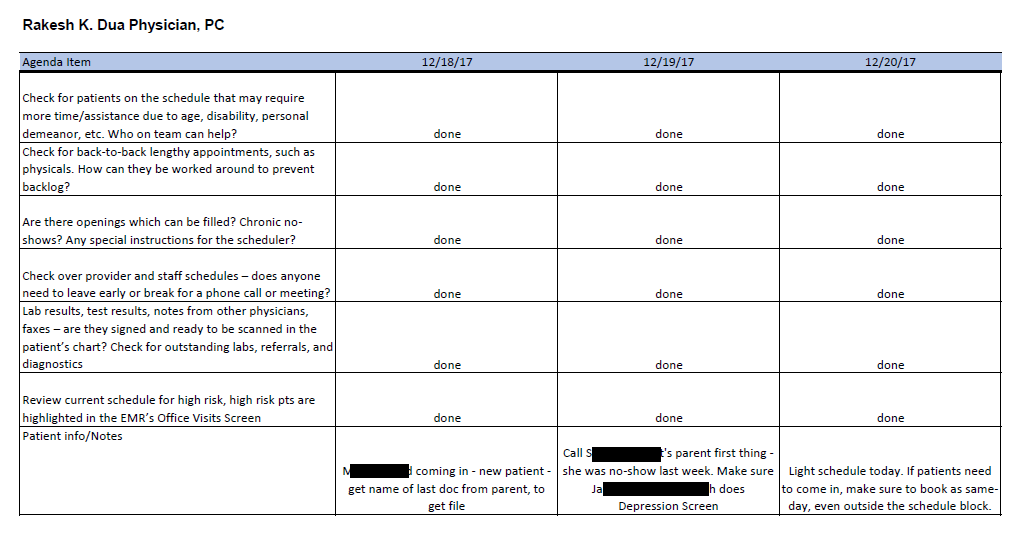 Rakesh K. Dua Physician, PC
Agenda Item 12/18/17 12/19/17 12/20/17
Check for patients on the schedule that may require
more time/assistance due to age, disability, personal
demeanor, etc. Who on team can help? done done done
Check for back-to-back lengthy appointments, such as
physicals. How can they be worked around to prevent
backlog? done done done
Are there openings which can be filled? Chronic no-
shows? Any special instructions for the scheduler? done done done
Check over provider and staff schedules – does anyone
need to leave early or break for a phone call or meeting? done done done
Lab results, test results, notes from other physicians,
faxes – are they signed and ready to be scanned in the
patient's chart? Check for outstanding labs, referrals, and
diagnostics done done done
Review current schedule for high risk, high risk pts are
highlighted in the EMR's Office Visits Screen done done done
Patient info/Notes
M d coming in - new patient -
get name of last doc from parent, to
get file
Call S t's parent first thing -
she was no-show last week. Make sure
Ja h does
Depression Screen
Light schedule today. If patients need
to come in, make sure to book as same-
day, even outside the schedule block.